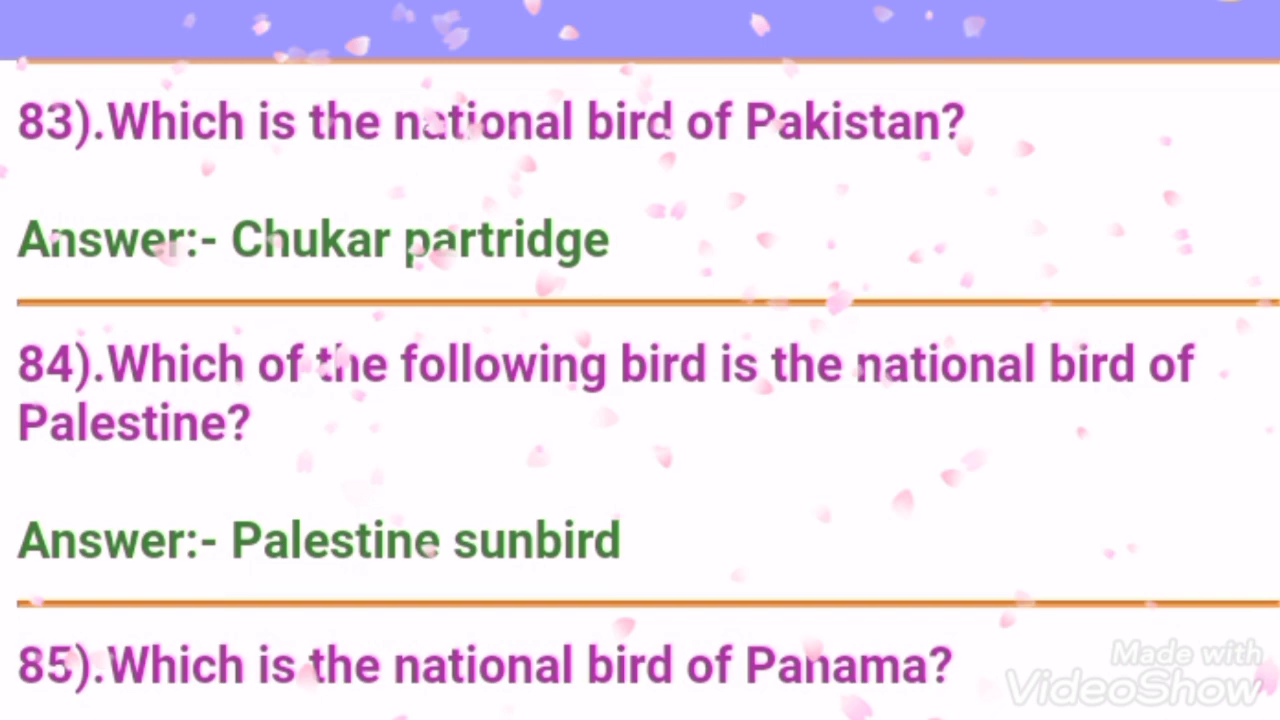 83).Which is the national bird of Pakistan?
Answer:- Chukar partridge
84).Which of the following bird is the national bird of
Palestine?
Answer:- Palestine sunbird
85).Which is the national bird of Panama?
Made with
VideoShow